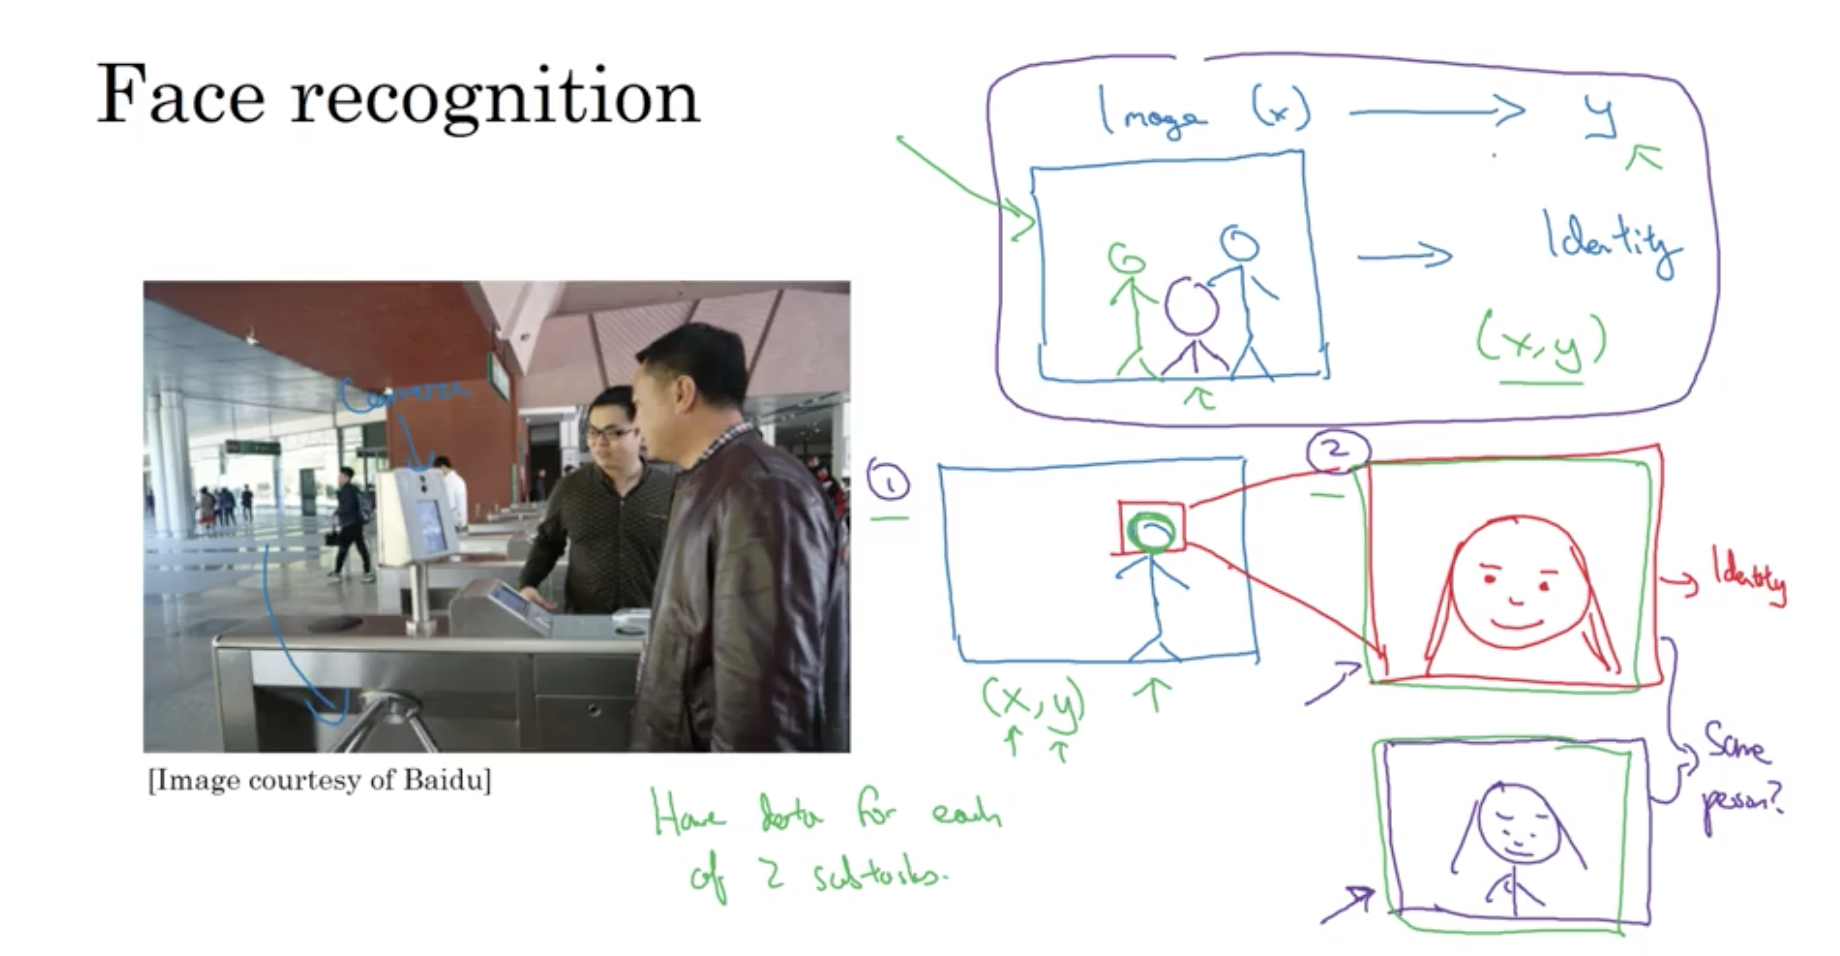 Face recognition
Image (x) → y
Identity
(x,y)
Camera
1
2
Identity
(x,y)
Same
person?
[Image courtesy of Baidu]
Have data for each
of 2 subtasks.